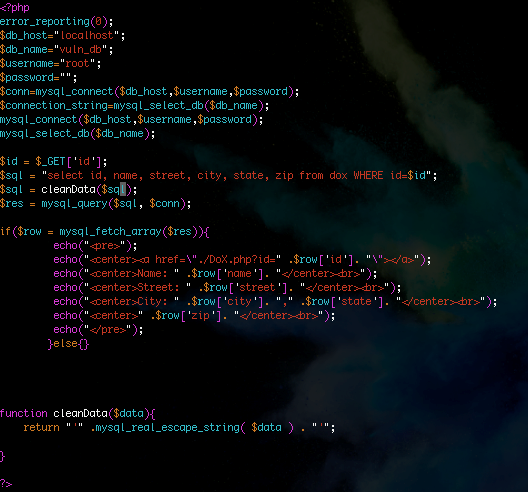 <?php
error_reporting(0);
$db_host="localhost";
$db_name="vuln_db";
$username="root";
$password="";
$conn=mysql_connect($db_host,$username,$password);
$connection_string=mysql_select_db($db_name);
mysql_connect($db_host,$username,$password);
mysql_select_db($db_name);
$id = $_GET['id'];
$sql = "select id, name, street, city, state, zip from dox WHERE id=$id";
$sql = cleanData($sql);
$res = mysql_query($sql, $conn);
if($row = mysql_fetch_array($res)){
echo("<pre>");
echo("<center><a href=\"./DoX.php?id=" .$row['id']. "\"></a>");
echo("<center>Name: " .$row['name']. "</center><br>");
echo("<center>Street: " .$row['street']. "</center><br>");
echo("<center>City: " .$row['city']. "," .$row['state']. "</center><br>");
echo("<center>" .$row['zip']. "</center><br>");
echo("</pre>");
}else{}
function cleanData($data){
return "'" .mysql_real_escape_string( $data ) . "'";
}
?>